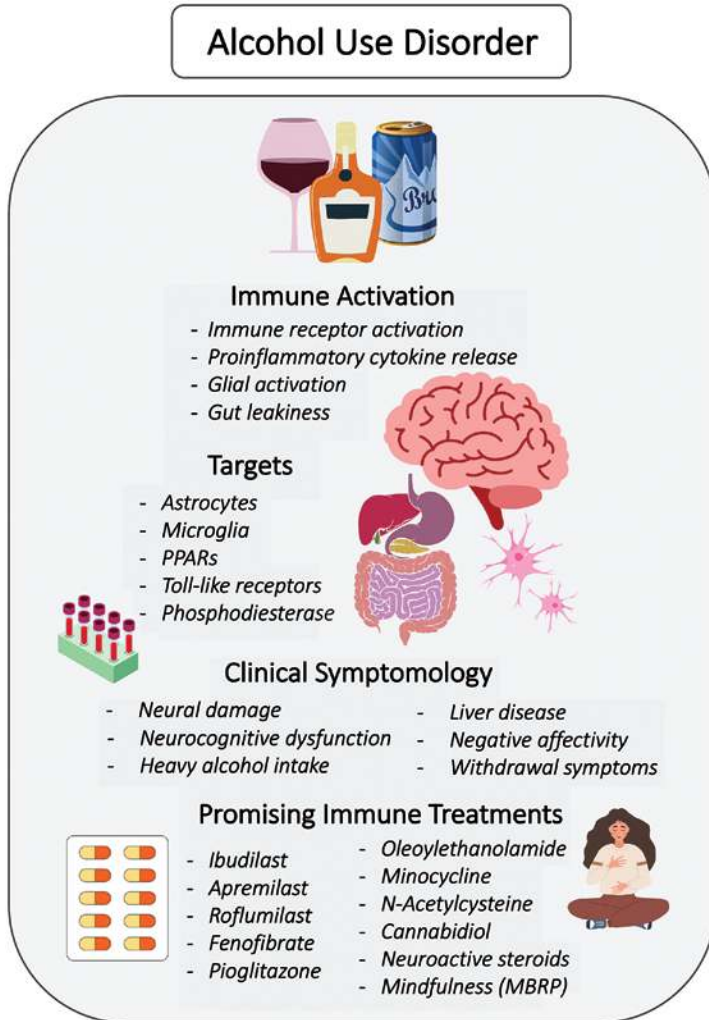 Alcohol Use Disorder
Bre
Immune Activation
- Immune receptor activation
- Proinflammatory cytokine release
- Glial activation
- Gut leakiness
Targets
- Astrocytes
- Microglia
- PPARs
- Toll-like receptors
- Phosphodiesterase
Clinical Symptomology
- Neural damage
- Neurocognitive dysfunction
- Heavy alcohol intake
- Liver disease
- Negative affectivity
- Withdrawal symptoms
Promising Immune Treatments
- Ibudilast
- Apremilast
- Roflumilast
- Fenofibrate
- Pioglitazone
- Oleoylethanolamide
- Minocycline
- N-Acetylcysteine
- Cannabidiol
- Neuroactive steroids
- Mindfulness (MBRP)